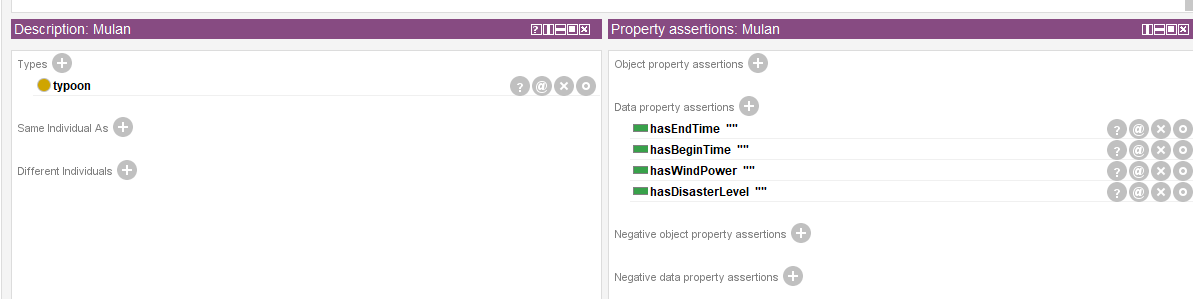 Description: Mulan
Types
typoon
Same Individual As
Different Individuals
Property assertions: Mulan
Object property assertions
Data property assertions
hasEndTime ""
hasBeginTime ""
hasWindPower ""
hasDisasterLevel ""
Negative object property assertions
Negative data property assertions